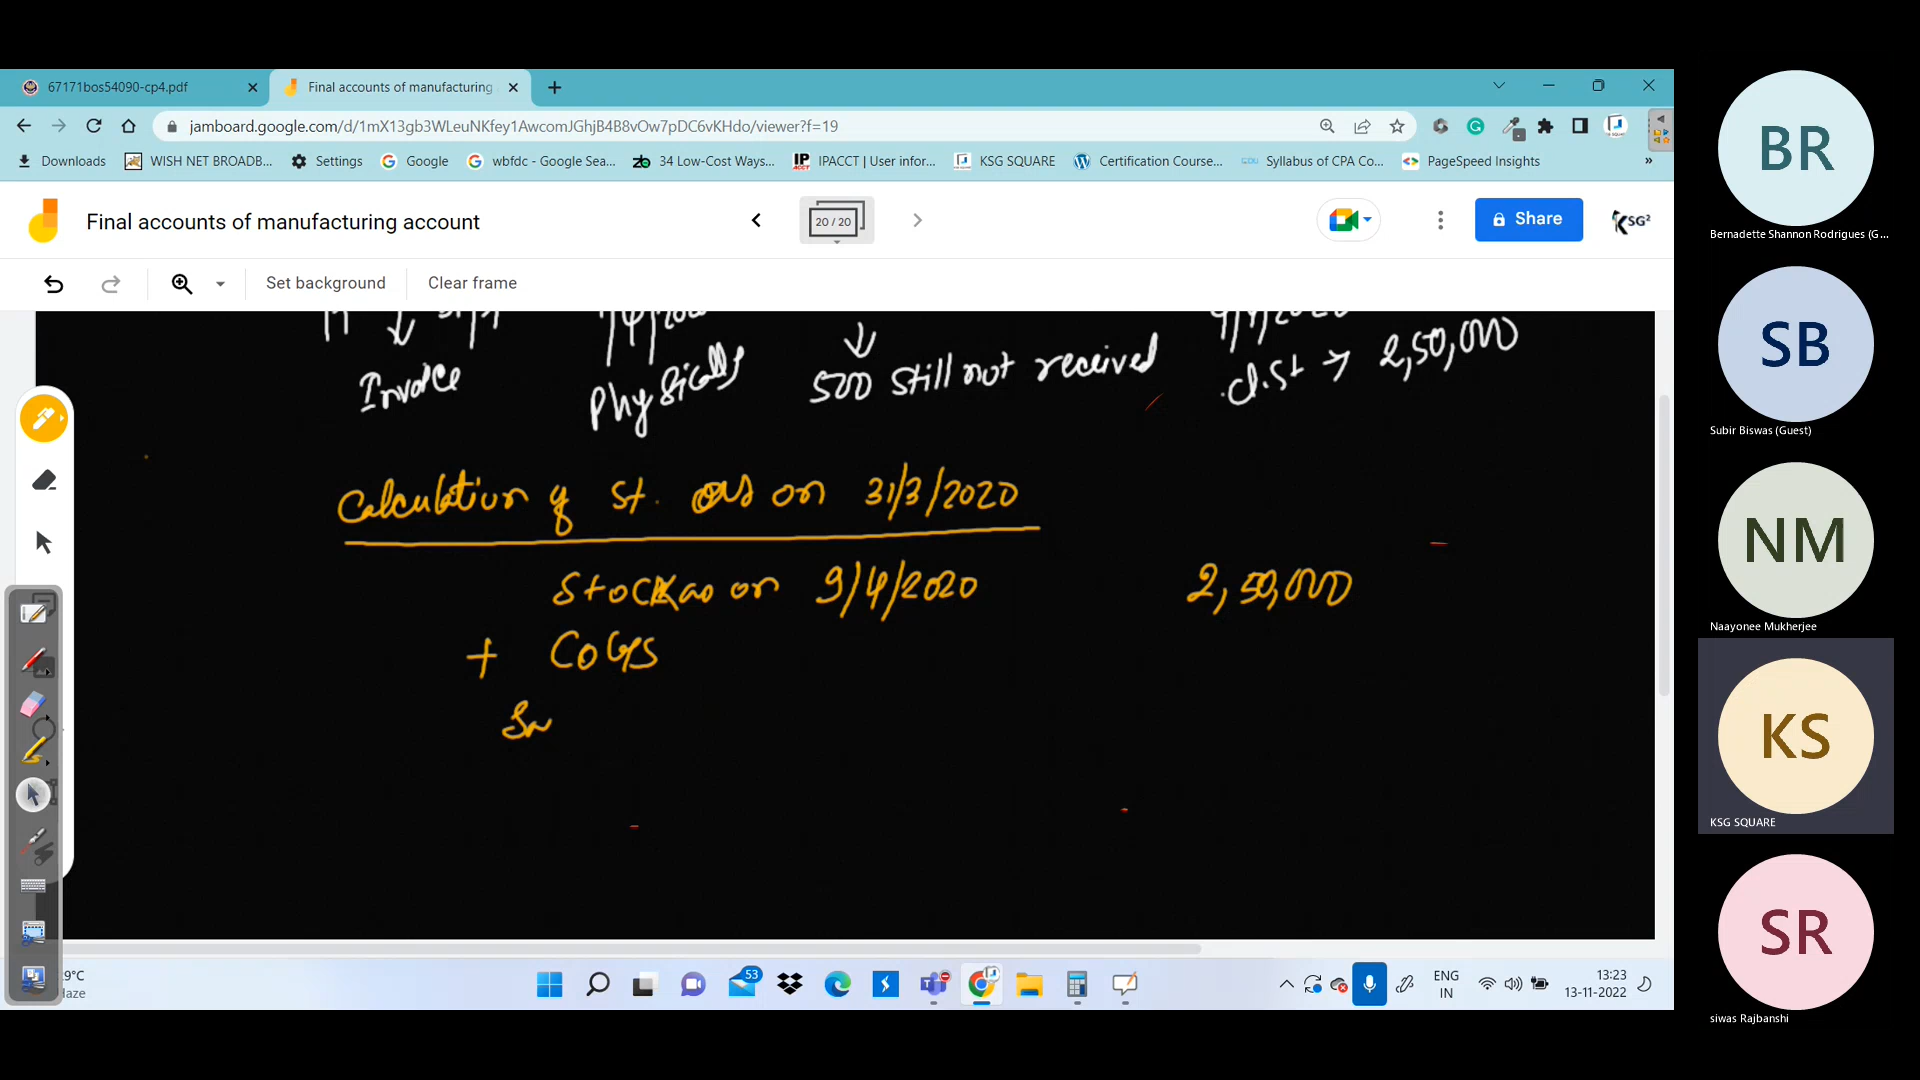 67171bos54090-cp4.pdf
Final accounts of manufacturing
jamboard.google.com/d/1mX13gb3WLeuNKfey1AwcomJGhjB4B8vOw7pDC6vKHdo/viewer?f=19
Downloads WISH NET BROADB... Settings Google wbfdc - Google Sea... 34 Low-Cost Ways... IPACCT | User infor... KSG SQUARE Certification Course... Syllabus of CPA Co... PageSpeed Insights »
Final accounts of manufacturing account
20 / 20
Share
KSG²
Set background Clear frame
Invoice
Physically
500 still not received
cl.st → 2,50,000
Calculation of st. as on 31/3/2020
Stock as on 9/4/2020 2,50,000
+ COGS
BR
Bernadette Shannon Rodrigues (G...
SB
Subir Biswas (Guest)
NM
Naayonee Mukherjee
KS
KSG SQUARE
SR
siwas Rajbanshi
53
ENG
IN
13:23
13-11-2022